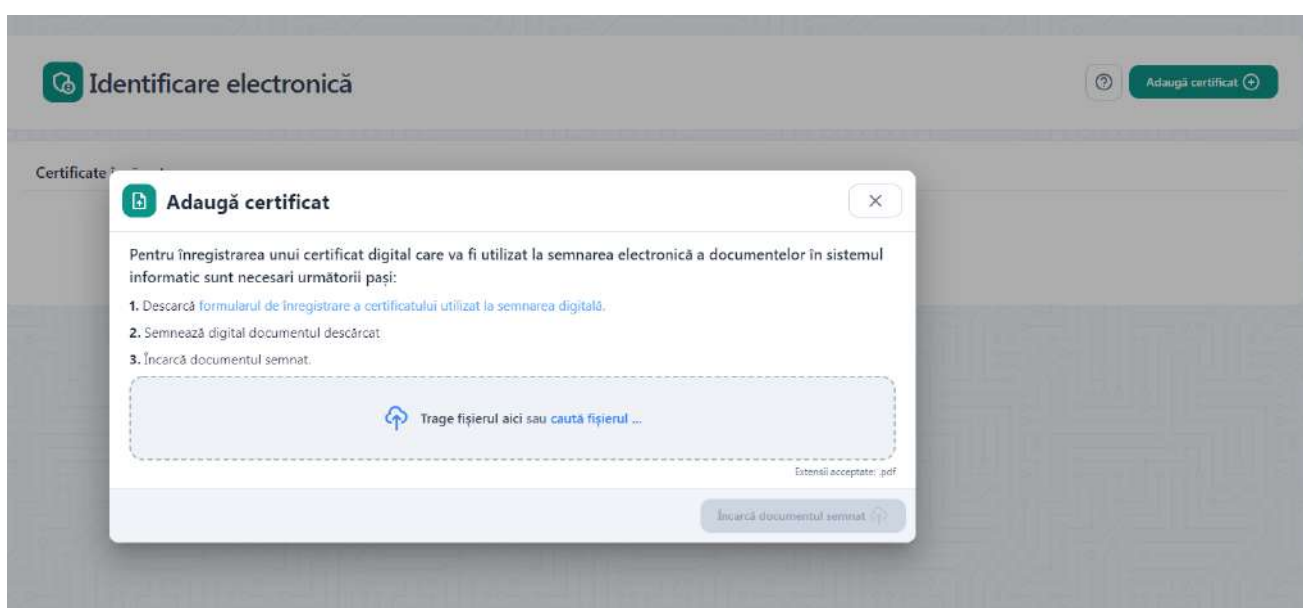 Identificare electronică
Adaugă certificat
Certificate
Adaugă certificat
Pentru înregistrarea unui certificat digital care va fi utilizat la semnarea electronică a documentelor în sistemul
informatic sunt necesari următorii pași:
1. Descarcă formularul de înregistrare a certificatului utilizat la semnarea digitală.
2. Semnează digital documentul descărcat
3. Încarcă documentul semnat.
Trage fișierul aici sau caută fișierul ...
Extensii acceptate: .pdf
Încarcă documentul semnat